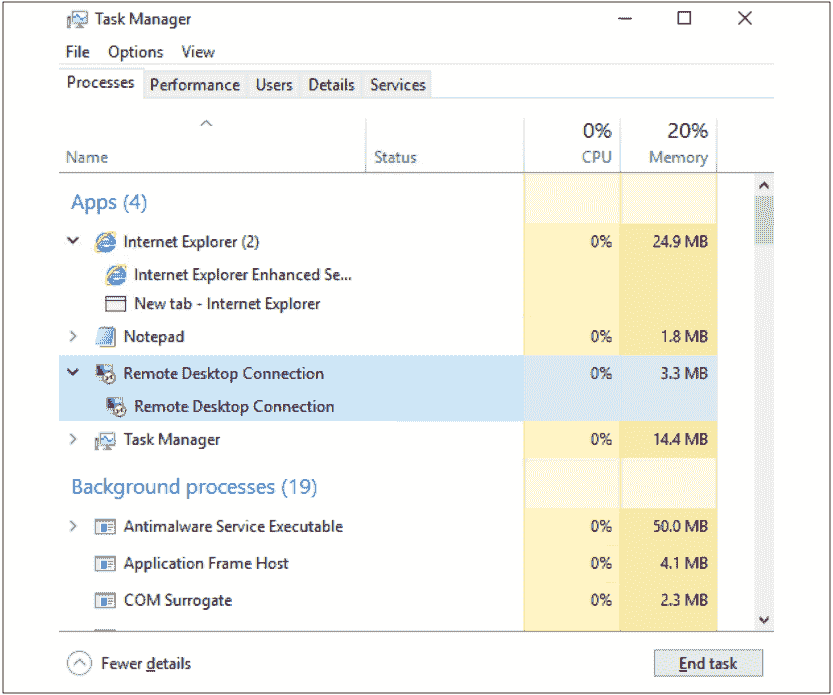 Task Manager
File Options View
Processes Performance Users Details Services
0% 20%
Name Status CPU Memory
Apps (4)
Internet Explorer (2) 0% 24.9 MB
Internet Explorer Enhanced Se...
New tab - Internet Explorer
Notepad 0% 1.8 MB
Remote Desktop Connection 0% 3.3 MB
Remote Desktop Connection
Task Manager 0% 14.4 MB
Background processes (19)
Antimalware Service Executable 0% 50.0 MB
Application Frame Host 0% 4.1 MB
COM Surrogate 0% 2.3 MB
Fewer details End task